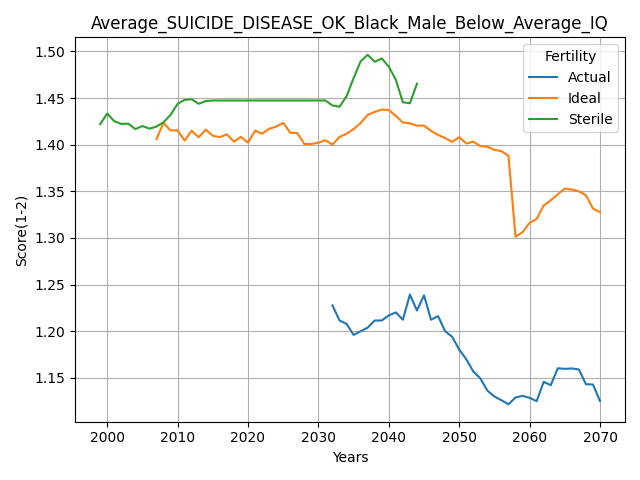 Average_SUICIDE_DISEASE_OK_Black_Male_Below_Average_IQ
Fertility
Actual
Ideal
Sterile
Score(1-2)
1.50
1.45
1.40
1.35
1.30
1.25
1.20
1.15
2000 2010 2020 2030 2040 2050 2060 2070
Years